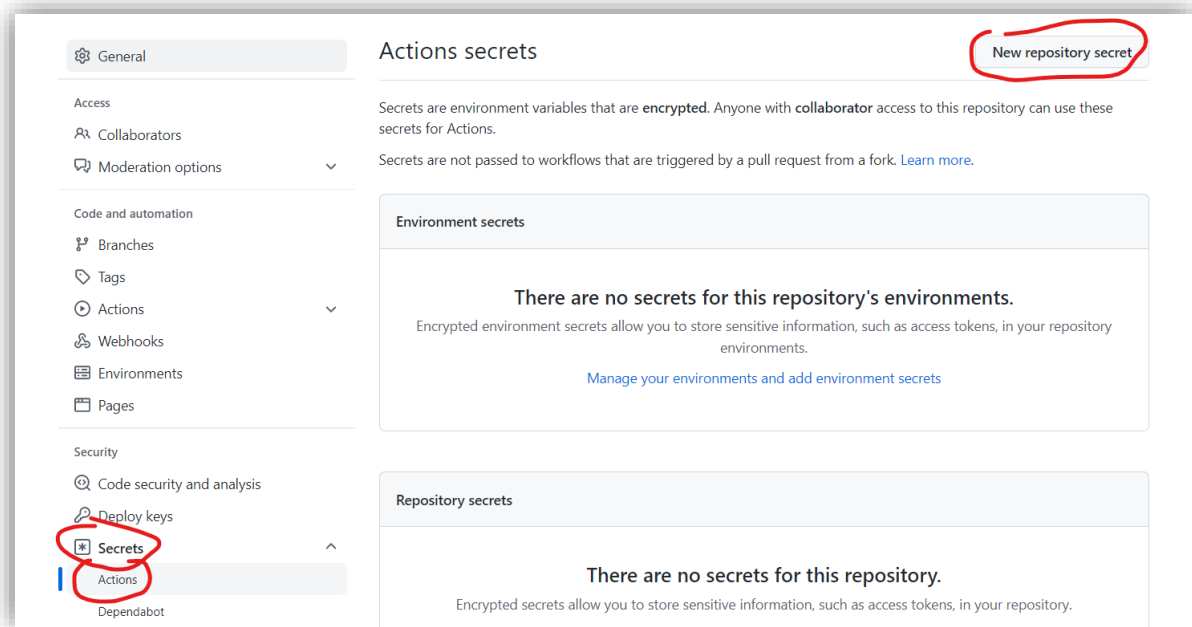 General
Access
Collaborators
Moderation options
Code and automation
Branches
Tags
Actions
Webhooks
Environments
Pages
Security
Code security and analysis
Deploy keys
Secrets
Actions
Dependabot
Actions secrets
New repository secret
Secrets are environment variables that are encrypted. Anyone with collaborator access to this repository can use these
secrets for Actions.
Secrets are not passed to workflows that are triggered by a pull request from a fork. Learn more.
Environment secrets
There are no secrets for this repository's environments.
Encrypted environment secrets allow you to store sensitive information, such as access tokens, in your repository
environments.
Manage your environments and add environment secrets
Repository secrets
There are no secrets for this repository.
Encrypted secrets allow you to store sensitive information, such as access tokens, in your repository.